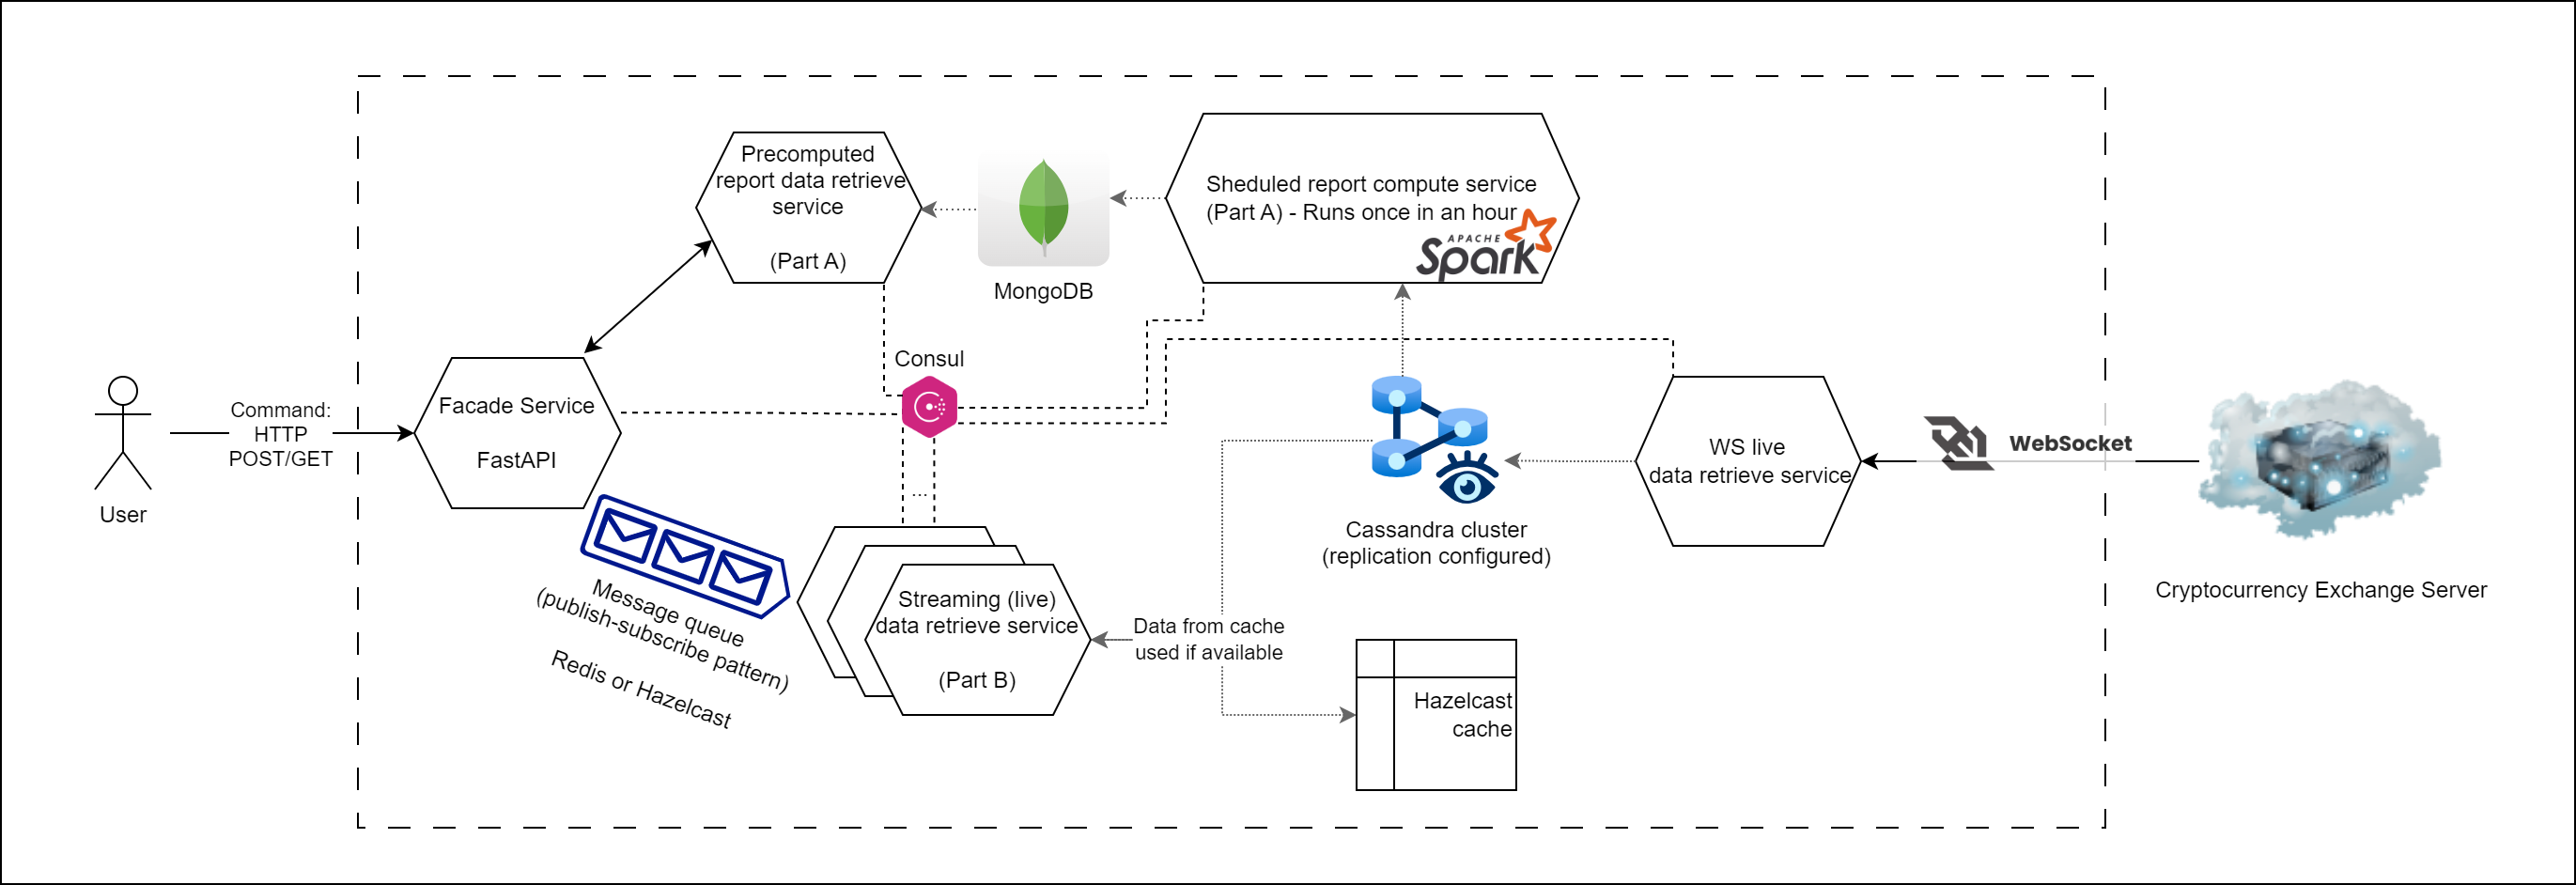 Precomputed
report data retrieve
service
(Part A)
MongoDB
Sheduled report compute service
(Part A) - Runs once in an hour
APACHE
Spark
Consul
User
Command:
HTTP
POST/GET
Facade Service
FastAPI
Message queue
(publish-subscribe pattern)
Redis or Hazelcast
...
Streaming (live)
data retrieve service
(Part B)
Data from cache
used if available
Cassandra cluster
(replication configured)
Hazelcast
cache
WS live
data retrieve service
WebSocket
Cryptocurrency Exchange Server